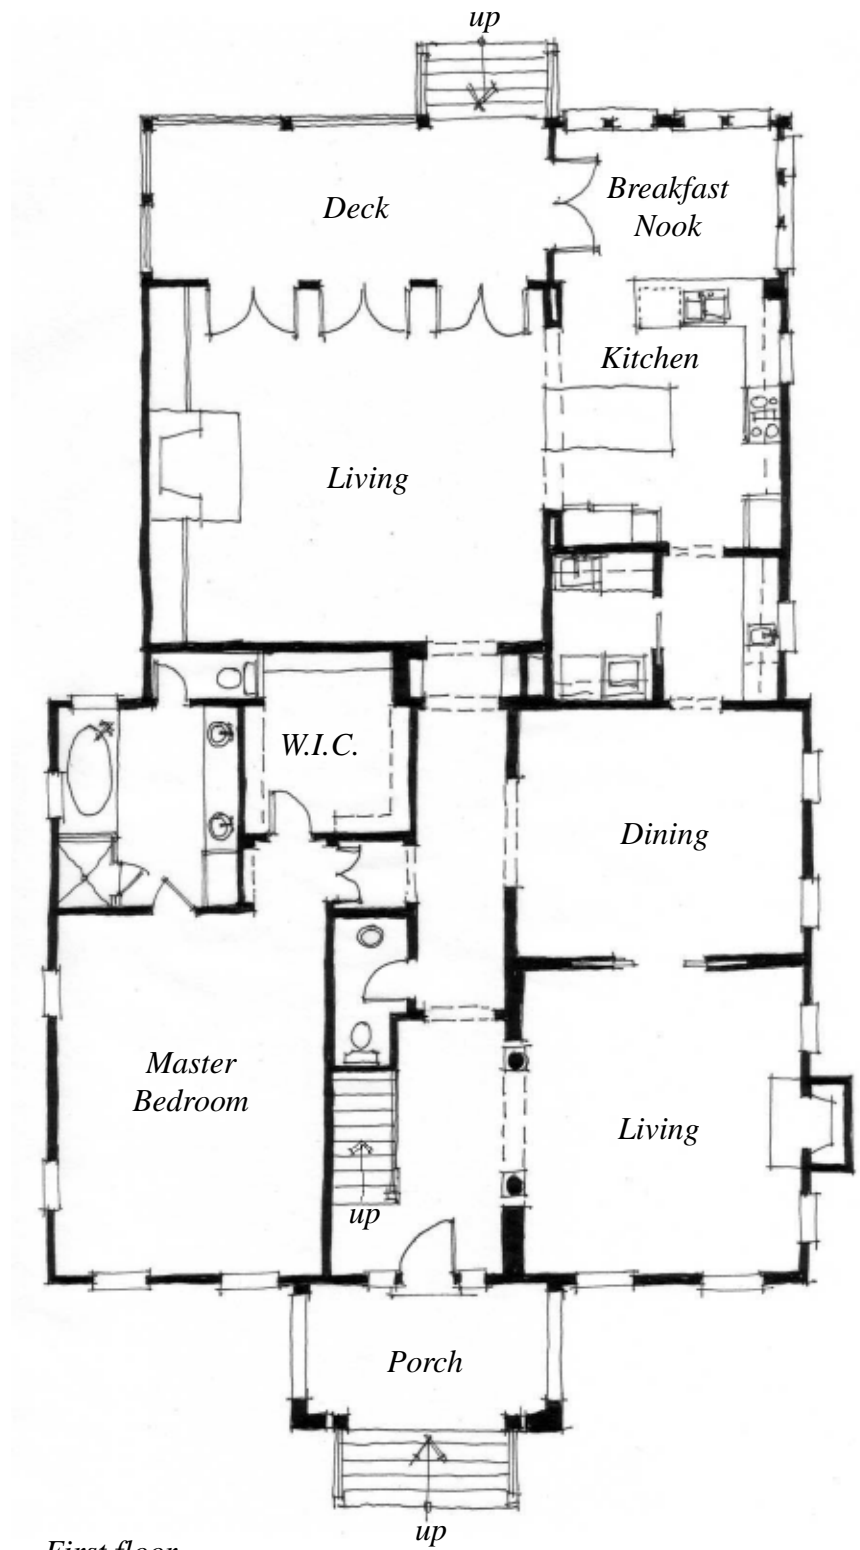 up
Deck
Breakfast
Nook
Kitchen
Living
W.I.C.
Dining
Master
Bedroom
Living
up
Porch
up
First floor